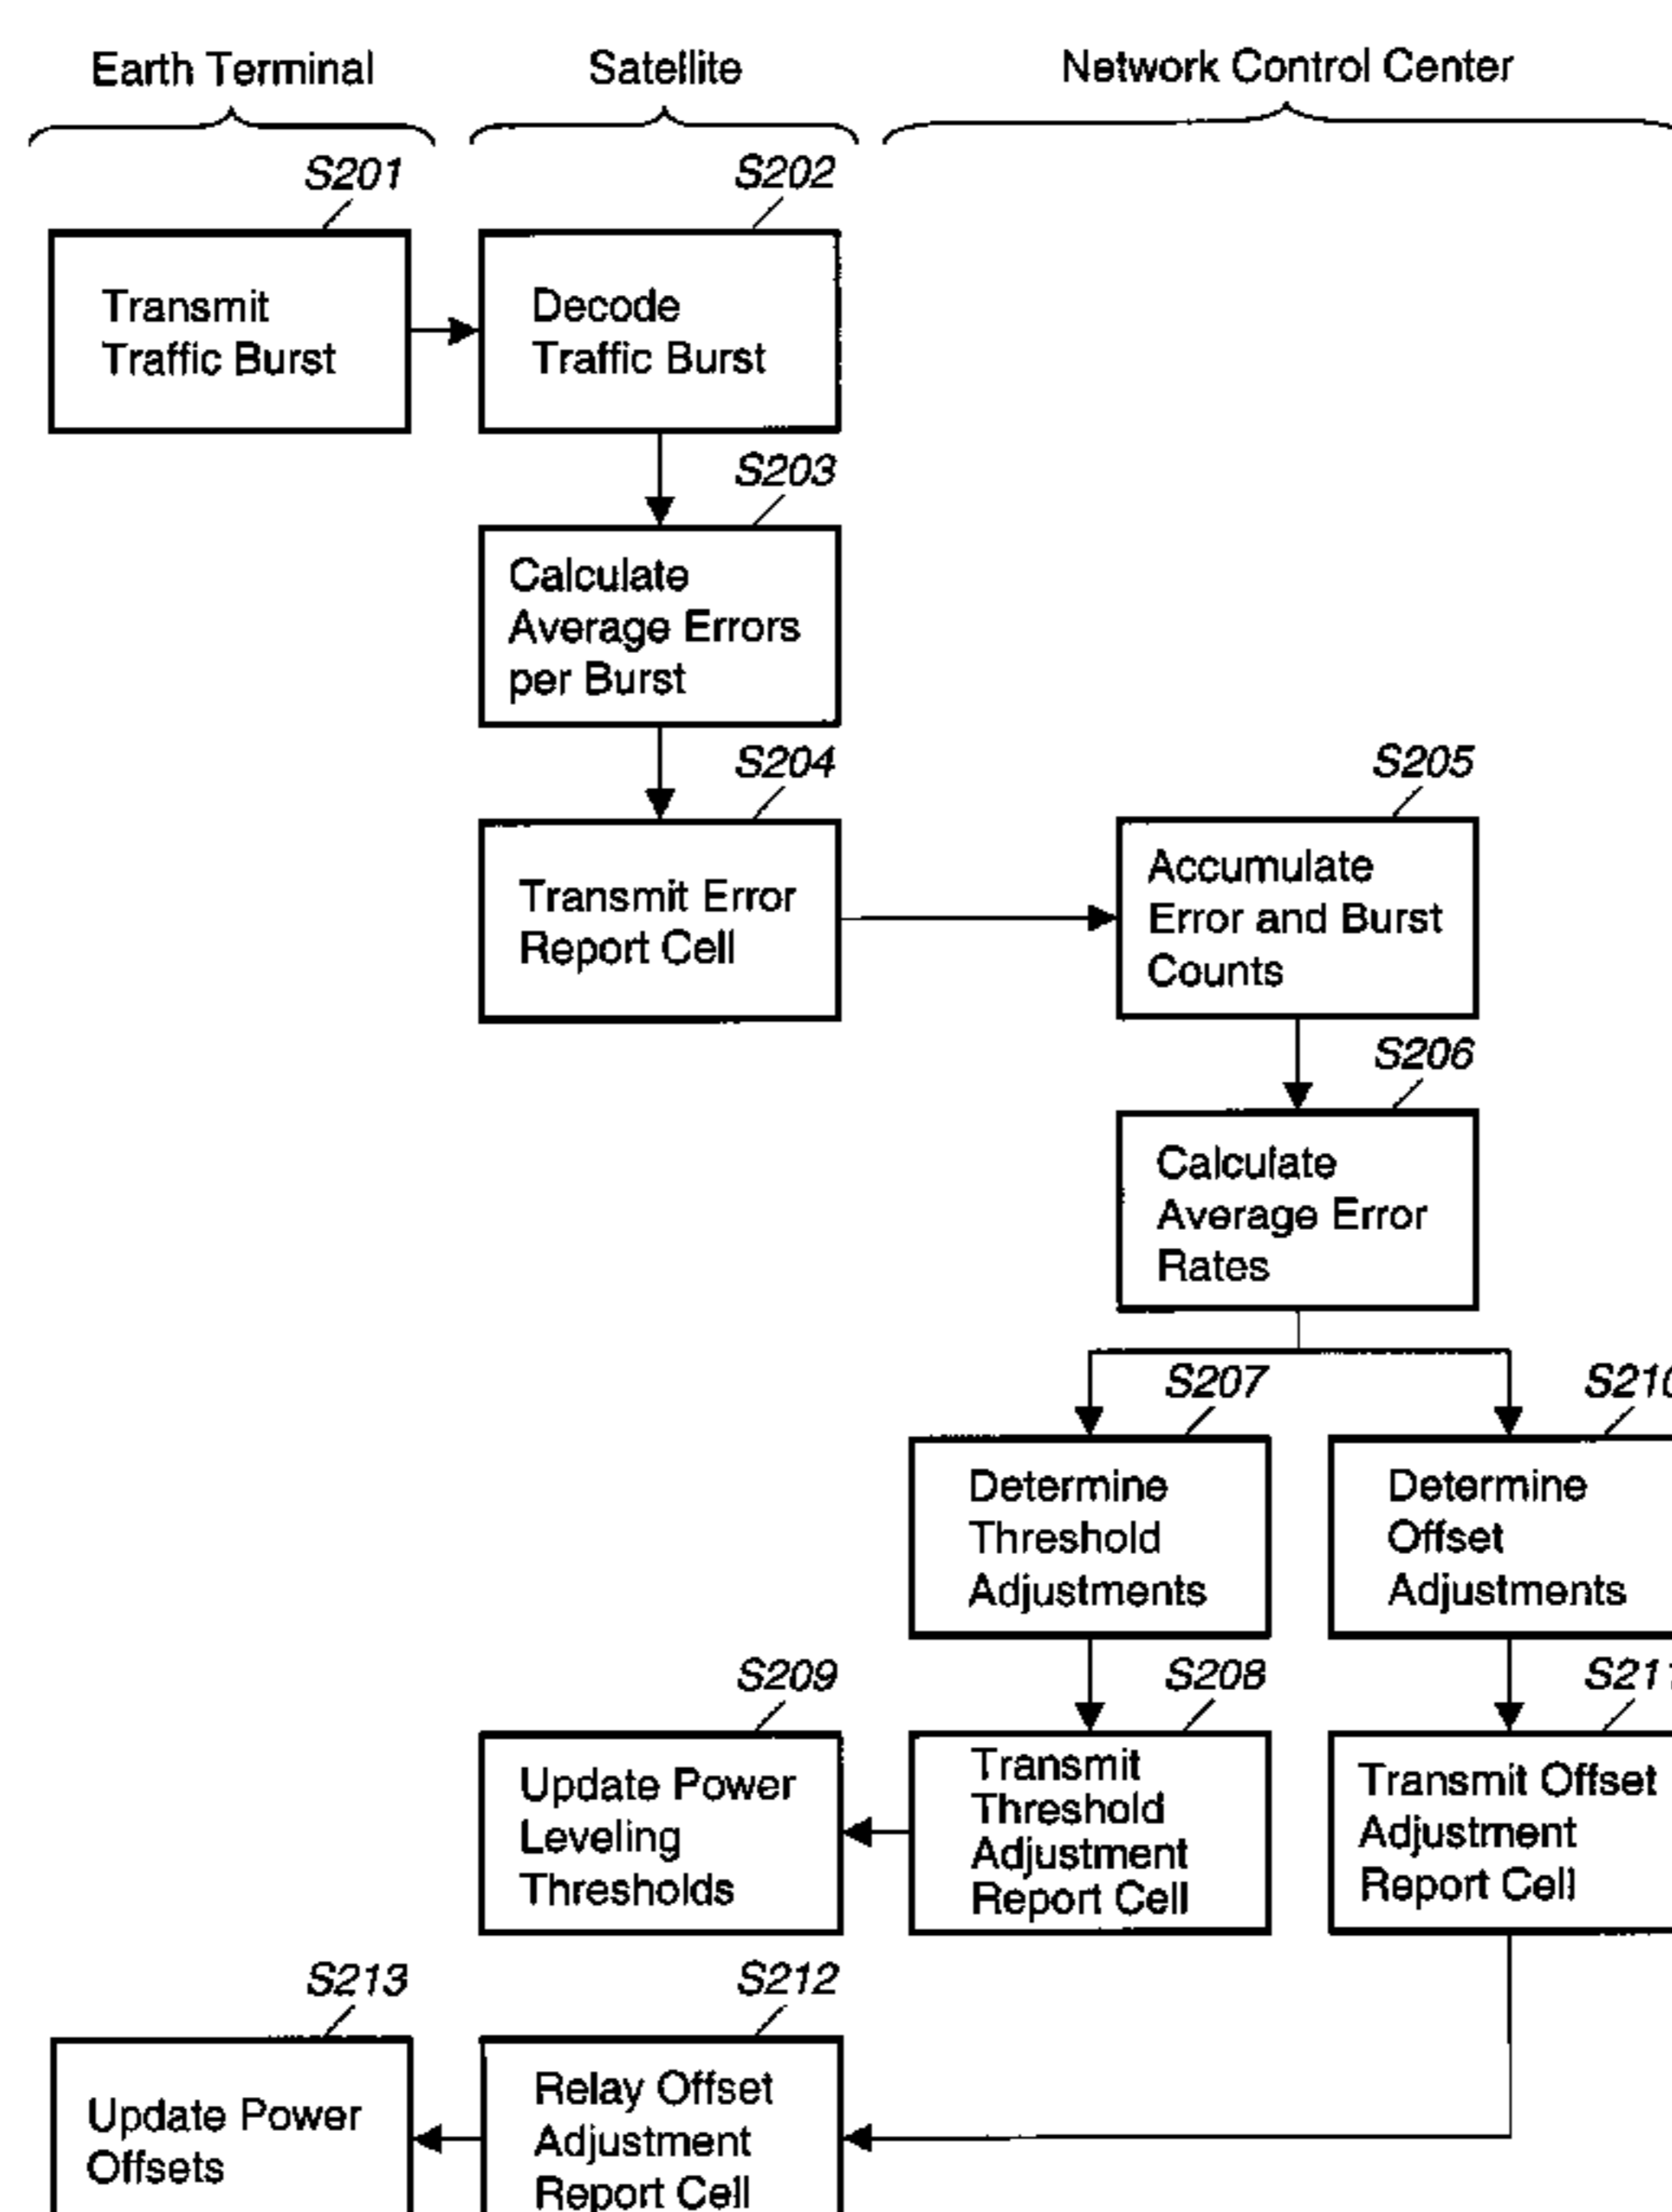 Earth Terminal
Satellite
Network Control Center
S201
S202
Transmit
Traffic Burst
Decode
Traffic Burst
S203
Calculate
Average Errors
per Burst
S204
S205
Transmit Error
Report Cell
Accumulate
Error and Burst
Counts
S206
Calculate
Average Error
Rates
S207
S210
Determine
Threshold
Adjustments
Determine
Offset
Adjustments
S209
S208
S211
Update Power
Leveling
Thresholds
Transmit
Threshold
Adjustment
Report Cell
Transmit Offset
Adjustment
Report Cell
S213
S212
Update Power
Offsets
Relay Offset
Adjustment
Report Cell